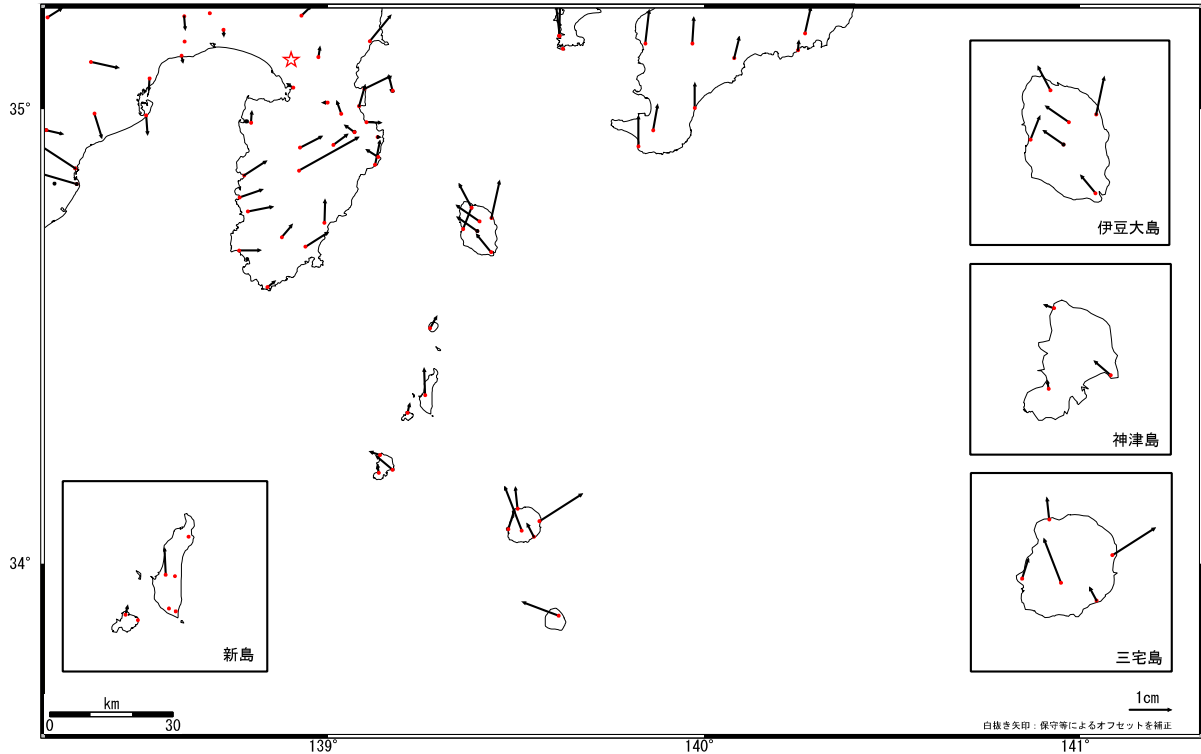 35°
伊豆大島
神津島
34°
新島
三宅島
km
0 30
1cm
白抜き矢印：保守等によるオフセットを補正
139° 140° 141°